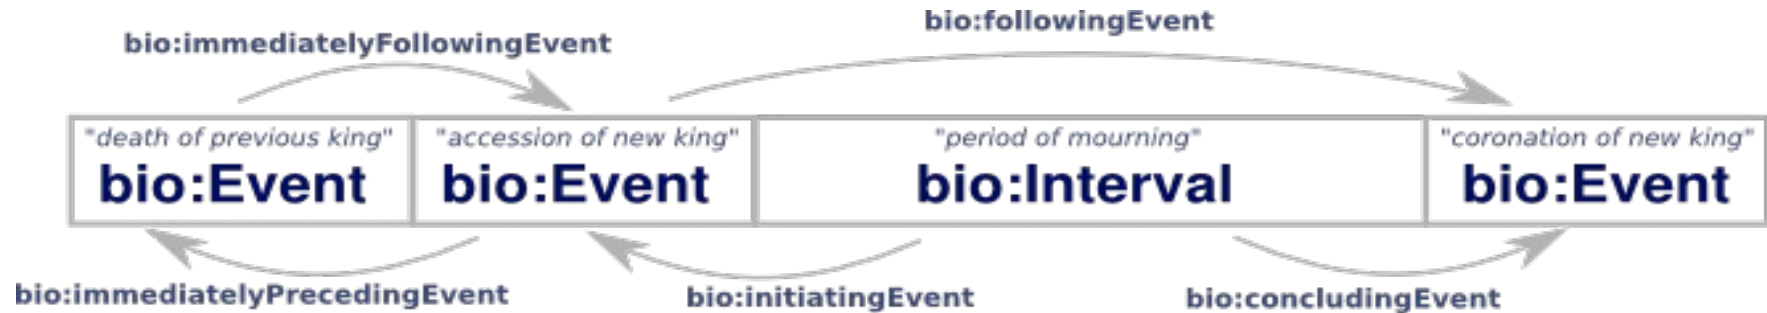 bio:followingEvent
bio:immediatelyFollowingEvent
"death of previous king" "accession of new king" "period of mourning" "coronation of new king"
bio:Event bio:Event bio:Interval bio:Event
bio:immediatelyPrecedingEvent bio:initiatingEvent bio:concludingEvent